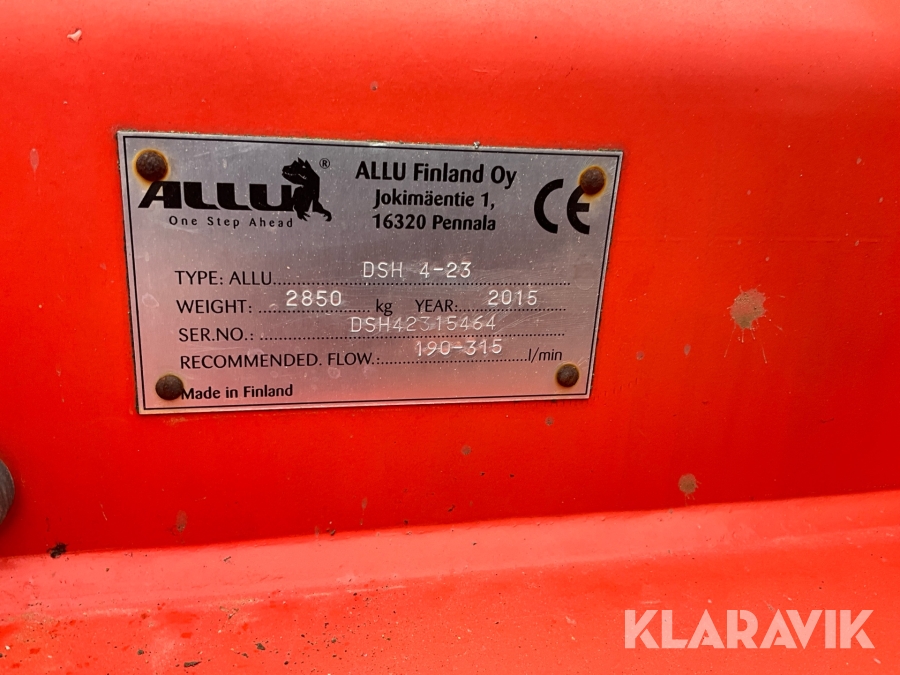 ALLU ®
One Step Ahead
ALLU Finland Oy
Jokimäentie 1,
16320 Pennala
CE
TYPE: ALLU DSH 4-23
WEIGHT: 2850 kg YEAR: 2015
SER.NO.: DSH42315464
RECOMMENDED. FLOW.: 190-315 l/min
Made in Finland
KLARAVIK